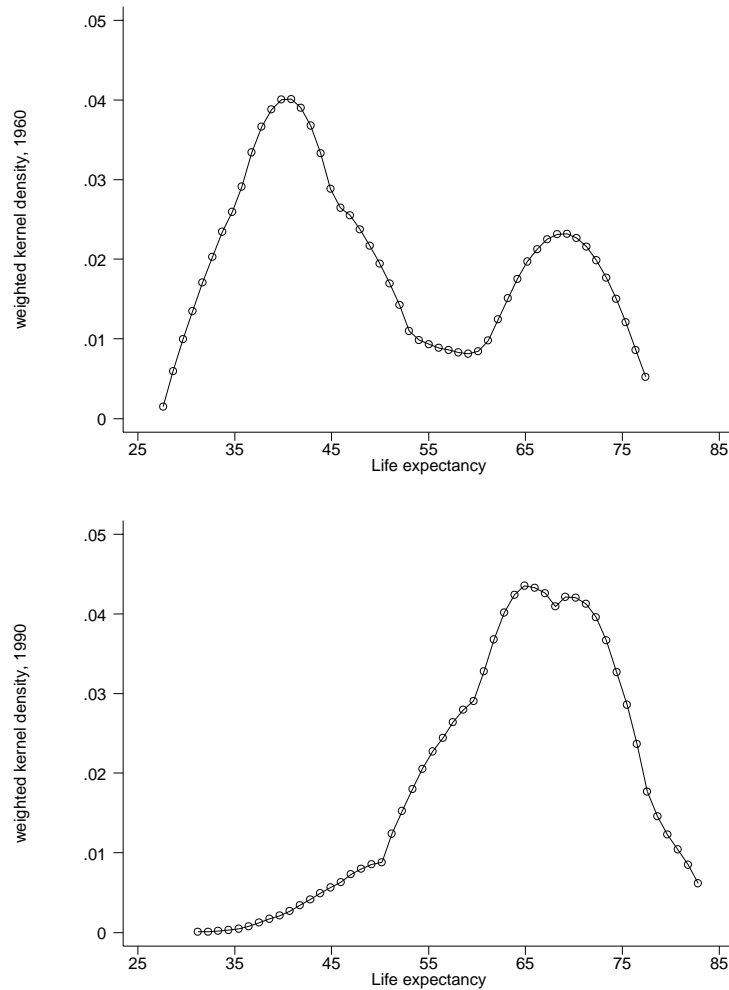 weighted kernel density, 1960
.05
.04
.03
.02
.01
0
25 35 45 55 65 75 85
Life expectancy
weighted kernel density, 1990
.05
.04
.03
.02
.01
0
25 35 45 55 65 75 85
Life expectancy